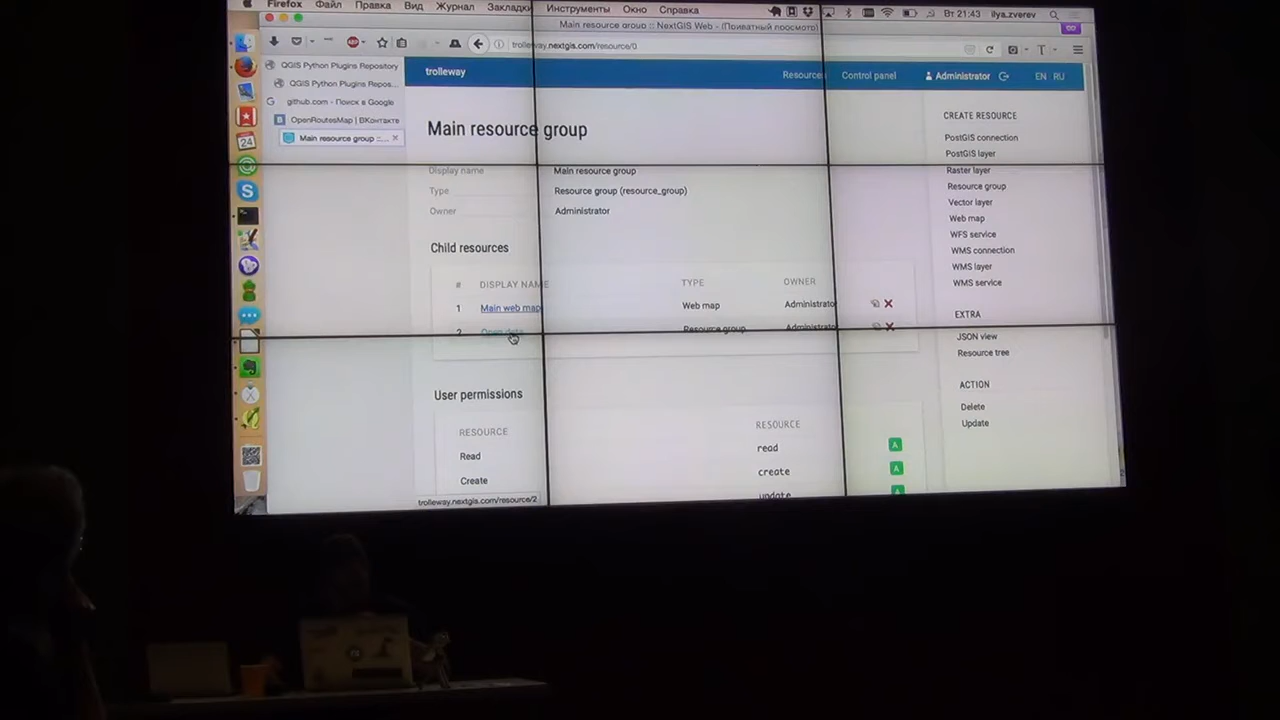 Firefox Файл Правка Вид Журнал Закладки Инструменты Окно Справка Вт 21:43 ilya.zverev
Main resource group :: NextGIS Web - (Приватный просмотр)
trolleway.nextgis.com/resource/0
QGIS Python Plugins Repository
QGIS Python Plugins Repos...
github.com - Поиск в Google
OpenRoutesMap | ВКонтакте
Main resource group ::...
trolleway Resources Control panel Administrator EN RU
Main resource group
Display name Main resource group
Type Resource group (resource_group)
Owner Administrator
Child resources
# DISPLAY NAME TYPE OWNER
1 Main web map Web map Administrator
2 Open data Resource group Administrator
User permissions
RESOURCE RESOURCE
Read read A
Create create A
update A
trolleway.nextgis.com/resource/2
CREATE RESOURCE
PostGIS connection
PostGIS layer
Raster layer
Resource group
Vector layer
Web map
WFS service
WMS connection
WMS layer
WMS service
EXTRA
JSON view
Resource tree
ACTION
Delete
Update
24